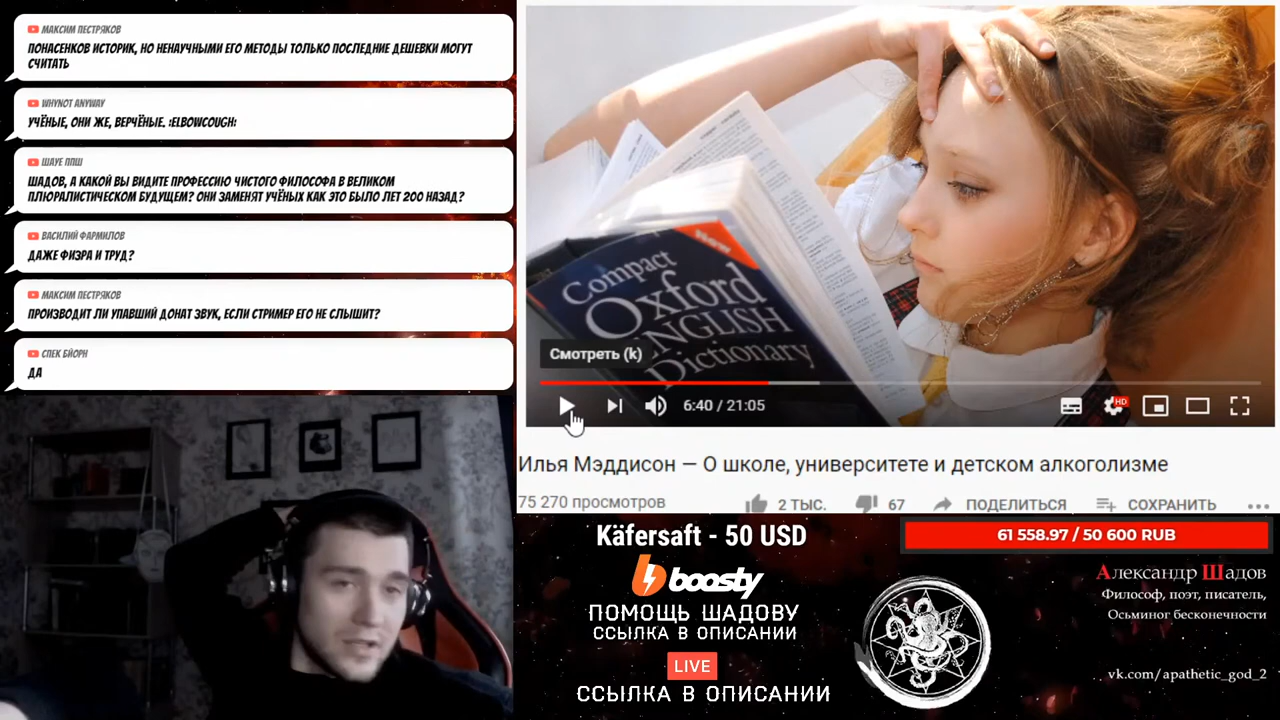 МАКСИМ ПЕСТРЯКОВ
ПОНАСЕНКОВ ИСТОРИК, НО НЕНАУЧНЫМИ ЕГО МЕТОДЫ ТОЛЬКО ПОСЛЕДНИЕ ДЕШЕВКИ МОГУТ
СЧИТАТЬ
WHYNOT ANYWAY
УЧЁНЫЕ, ОНИ ЖЕ, ВЕРЧЁНЫЕ. :ELBOWCOUGH:
ШАУЕ ППШ
ШАДОВ, А КАКОЙ ВЫ ВИДИТЕ ПРОФЕССИЮ ЧИСТОГО ФИЛОСОФА В ВЕЛИКОМ
ПЛЮРАЛИСТИЧЕСКОМ БУДУЩЕМ? ОНИ ЗАМЕНЯТ УЧЁНЫХ КАК ЭТО БЫЛО ЛЕТ 200 НАЗАД?
ВАСИЛИЙ ФАРМИЛОВ
ДАЖЕ ФИЗРА И ТРУД?
МАКСИМ ПЕСТРЯКОВ
ПРОИЗВОДИТ ЛИ УПАВШИЙ ДОНАТ ЗВУК, ЕСЛИ СТРИМЕР ЕГО НЕ СЛЫШИТ?
СПЕК БЙОРН
ДА
New
Compact
Oxford
ENGLISH
Dictionary
Смотреть (k)
6:40 / 21:05
HD
Илья Мэддисон — О школе, университете и детском алкоголизме
75 270 просмотров
2 ТЫС.
67
ПОДЕЛИТЬСЯ
СОХРАНИТЬ
Käfersaft - 50 USD
boosty
ПОМОЩЬ ШАДОВУ
ССЫЛКА В ОПИСАНИИ
LIVE
ССЫЛКА В ОПИСАНИИ
61 558.97 / 50 600 RUB
Александр Шадов
Философ, поэт, писатель,
Осьминог бесконечности
vk.com/apathetic_god_2